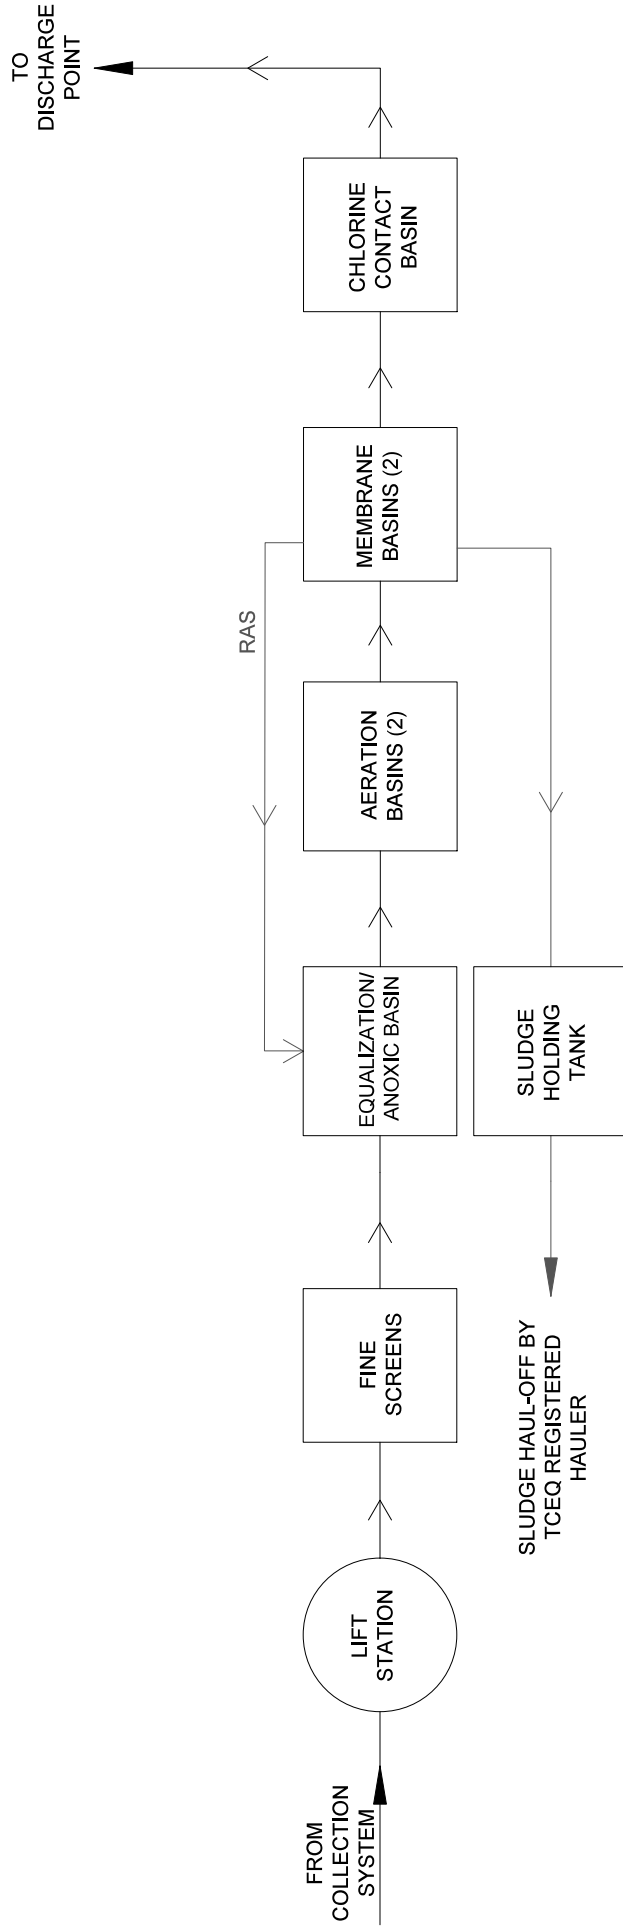 FROM
COLLECTION
SYSTEM
LIFT
STATION
FINE
SCREENS
EQUALIZATION/
ANOXIC BASIN
AERATION
BASINS (2)
MEMBRANE
BASINS (2)
CHLORINE
CONTACT
BASIN
TO
DISCHARGE
POINT
RAS
SLUDGE
HOLDING
TANK
SLUDGE HAUL-OFF BY
TCEQ REGISTERED
HAULER